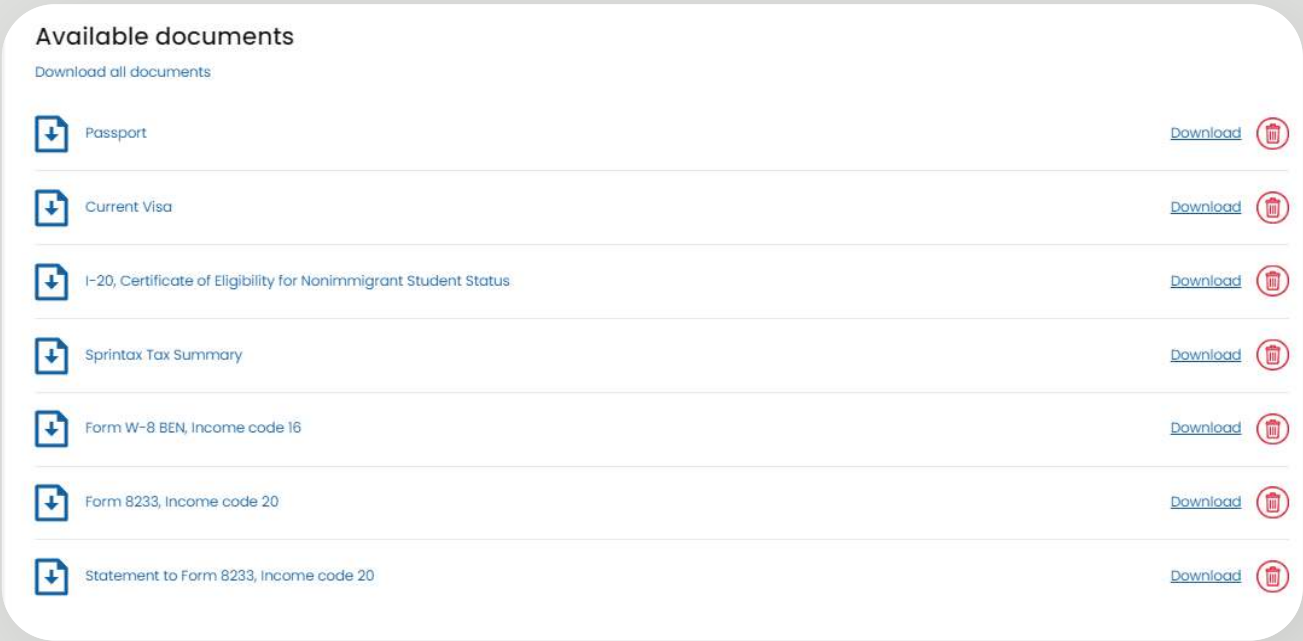 Available documents
Download all documents
Passport Download
Current Visa Download
I-20, Certificate of Eligibility for Nonimmigrant Student Status Download
Sprintax Tax Summary Download
Form W-8 BEN, Income code 16 Download
Form 8233, Income code 20 Download
Statement to Form 8233, Income code 20 Download